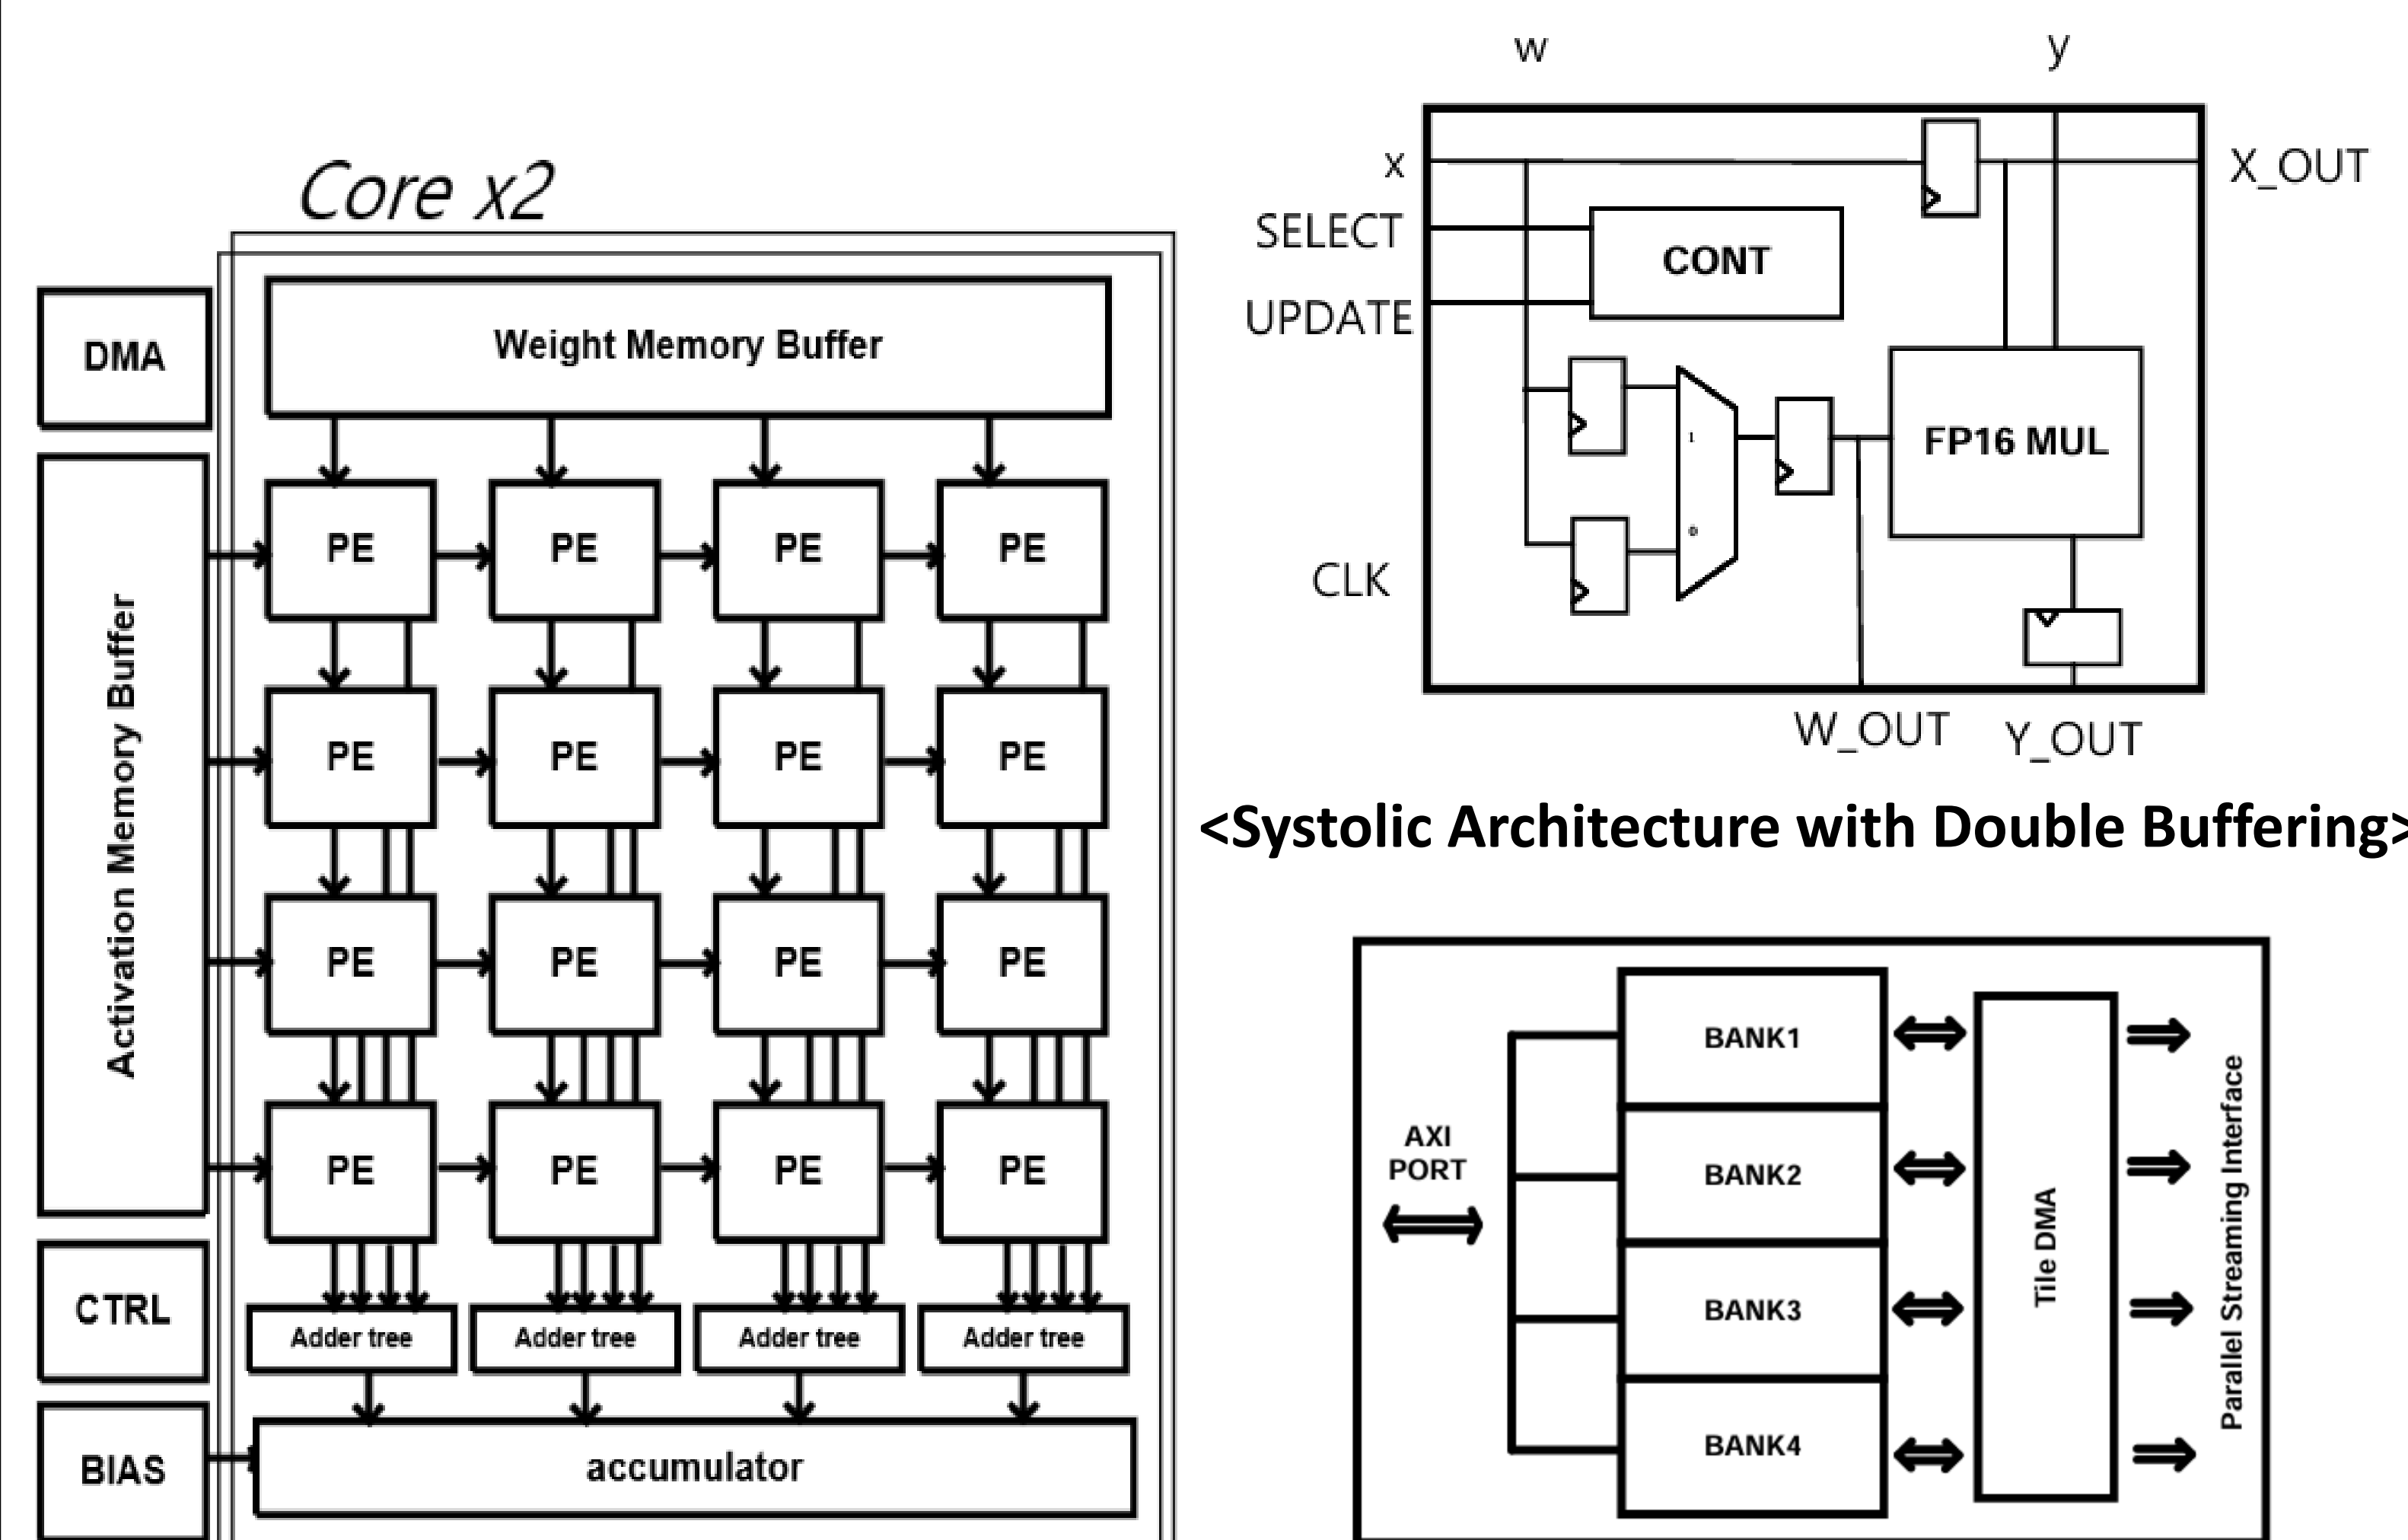 Core x2
DMA
Weight Memory Buffer
Activation Memory Buffer
PE PE PE PE
PE PE PE PE
PE PE PE PE
PE PE PE PE
CTRL
Adder tree Adder tree Adder tree Adder tree
BIAS
accumulator
w
y
x
X_OUT
SELECT
CONT
UPDATE
1
FP16 MUL
0
CLK
W_OUT
Y_OUT
<Systolic Architecture with Double Buffering>
AXI
PORT
BANK1
BANK2
BANK3
BANK4
Tile DMA
Parallel Streaming Interface